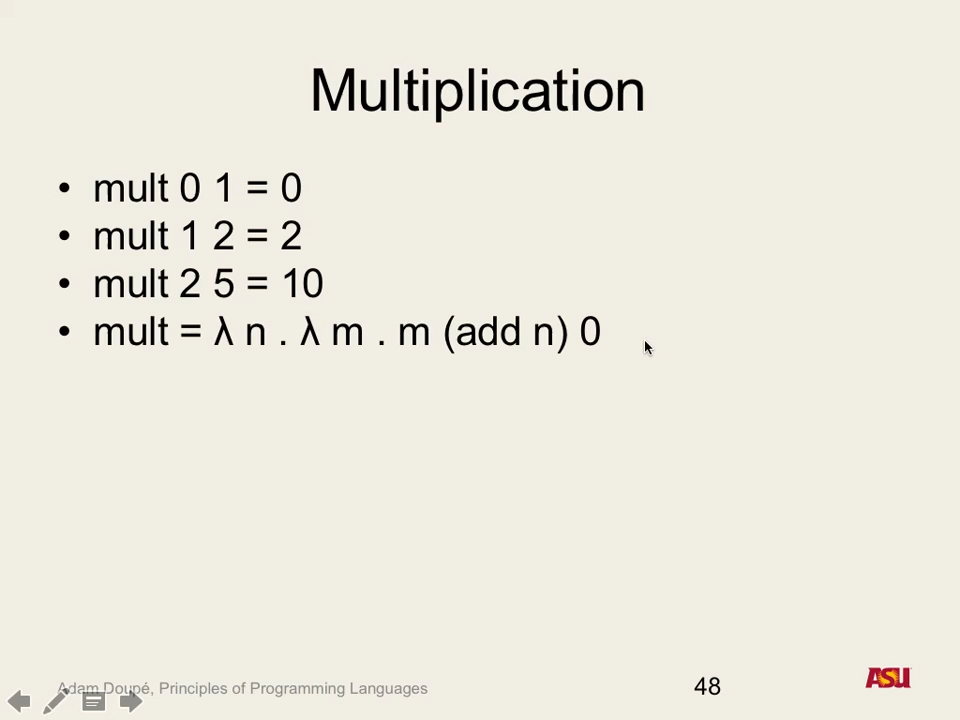 Multiplication
• mult 0 1 = 0
• mult 1 2 = 2
• mult 2 5 = 10
• mult = λ n . λ m . m (add n) 0
Adam Doupé, Principles of Programming Languages
48
ASU